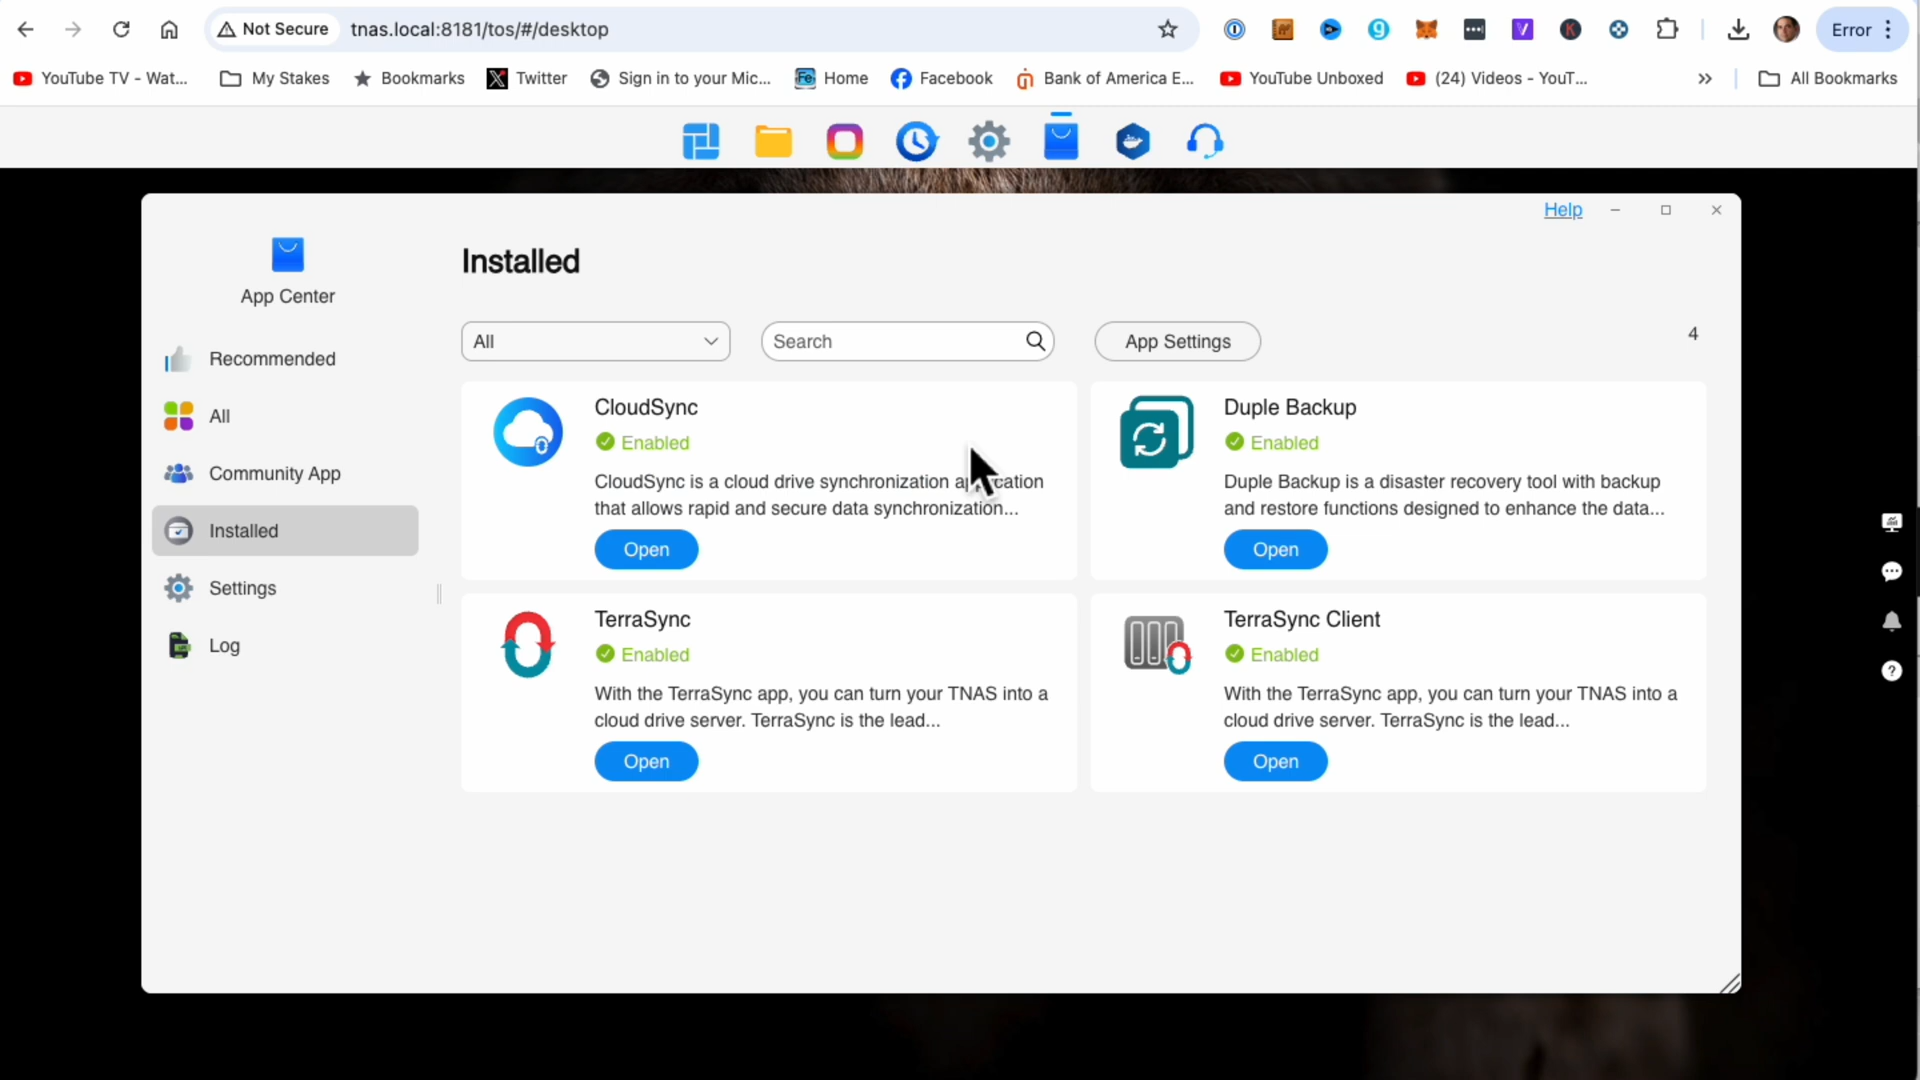 Not Secure
tnas.local:8181/tos/#/desktop
Error
YouTube TV - Wat...
My Stakes
Bookmarks
Twitter
Sign in to your Mic...
Home
Facebook
Bank of America E...
YouTube Unboxed
(24) Videos - YouT...
All Bookmarks
Help
App Center
Recommended
All
Community App
Installed
Settings
Log
Installed
All
Search
App Settings
4
CloudSync
Enabled
CloudSync is a cloud drive synchronization application
that allows rapid and secure data synchronization...
Open
Duple Backup
Enabled
Duple Backup is a disaster recovery tool with backup
and restore functions designed to enhance the data...
Open
TerraSync
Enabled
With the TerraSync app, you can turn your TNAS into a
cloud drive server. TerraSync is the lead...
Open
TerraSync Client
Enabled
With the TerraSync app, you can turn your TNAS into a
cloud drive server. TerraSync is the lead...
Open